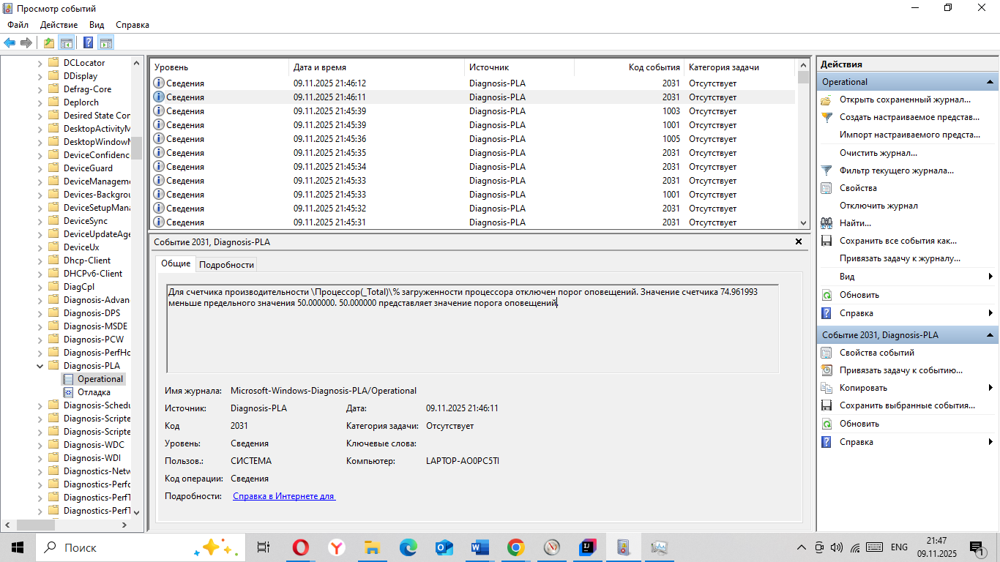 Просмотр событий
Файл Действие Вид Справка
DCLocator
DDisplay
Defrag-Core
Deplorch
Desired State Con
DesktopActivityM
DesktopWindowM
DeviceConfidenc
DeviceGuard
DeviceManageme
Devices-Backgrou
DeviceSetupMana
DeviceSync
DeviceUpdateAge
DeviceUx
Dhcp-Client
DHCPv6-Client
DiagCpl
Diagnosis-Advan
Diagnosis-DPS
Diagnosis-MSDE
Diagnosis-PCW
Diagnosis-PerfHo
Diagnosis-PLA
Operational
Отладка
Diagnosis-Schedu
Diagnosis-Scripte
Diagnosis-Scripte
Diagnosis-WDC
Diagnosis-WDI
Diagnostics-Netw
Diagnostics-Perfo
Diagnostics-PerfT
Diagnostics-PerfT
Уровень Дата и время Источник Код события Категория задачи
Сведения 09.11.2025 21:46:12 Diagnosis-PLA 2031 Отсутствует
Сведения 09.11.2025 21:46:11 Diagnosis-PLA 2031 Отсутствует
Сведения 09.11.2025 21:45:39 Diagnosis-PLA 1003 Отсутствует
Сведения 09.11.2025 21:45:39 Diagnosis-PLA 1001 Отсутствует
Сведения 09.11.2025 21:45:36 Diagnosis-PLA 1005 Отсутствует
Сведения 09.11.2025 21:45:35 Diagnosis-PLA 2031 Отсутствует
Сведения 09.11.2025 21:45:34 Diagnosis-PLA 2031 Отсутствует
Сведения 09.11.2025 21:45:33 Diagnosis-PLA 2031 Отсутствует
Сведения 09.11.2025 21:45:33 Diagnosis-PLA 1001 Отсутствует
Сведения 09.11.2025 21:45:32 Diagnosis-PLA 2031 Отсутствует
Сведения 09.11.2025 21:45:31 Diagnosis-PLA 2031 Отсутствует
Событие 2031, Diagnosis-PLA
Общие Подробности
Для счетчика производительности \Процессор(_Total)\% загруженности процессора отключен порог оповещений. Значение счетчика 74.961993
меньше предельного значения 50.000000. 50.000000 представляет значение порога оповещений.
Имя журнала: Microsoft-Windows-Diagnosis-PLA/Operational
Источник: Diagnosis-PLA Дата: 09.11.2025 21:46:11
Код 2031 Категория задачи: Отсутствует
Уровень: Сведения Ключевые слова:
Пользов.: СИСТЕМА Компьютер: LAPTOP-AO0PC5TI
Код операции: Сведения
Подробности: Справка в Интернете для
Действия
Operational
Открыть сохраненный журнал...
Создать настраиваемое представ...
Импорт настраиваемого предста...
Очистить журнал...
Фильтр текущего журнала...
Свойства
Отключить журнал
Найти...
Сохранить все события как...
Привязать задачу к журналу...
Вид
Обновить
Справка
Событие 2031, Diagnosis-PLA
Свойства событий
Привязать задачу к событию...
Копировать
Сохранить выбранные события...
Обновить
Справка
Поиск
ENG
21:47
09.11.2025
1